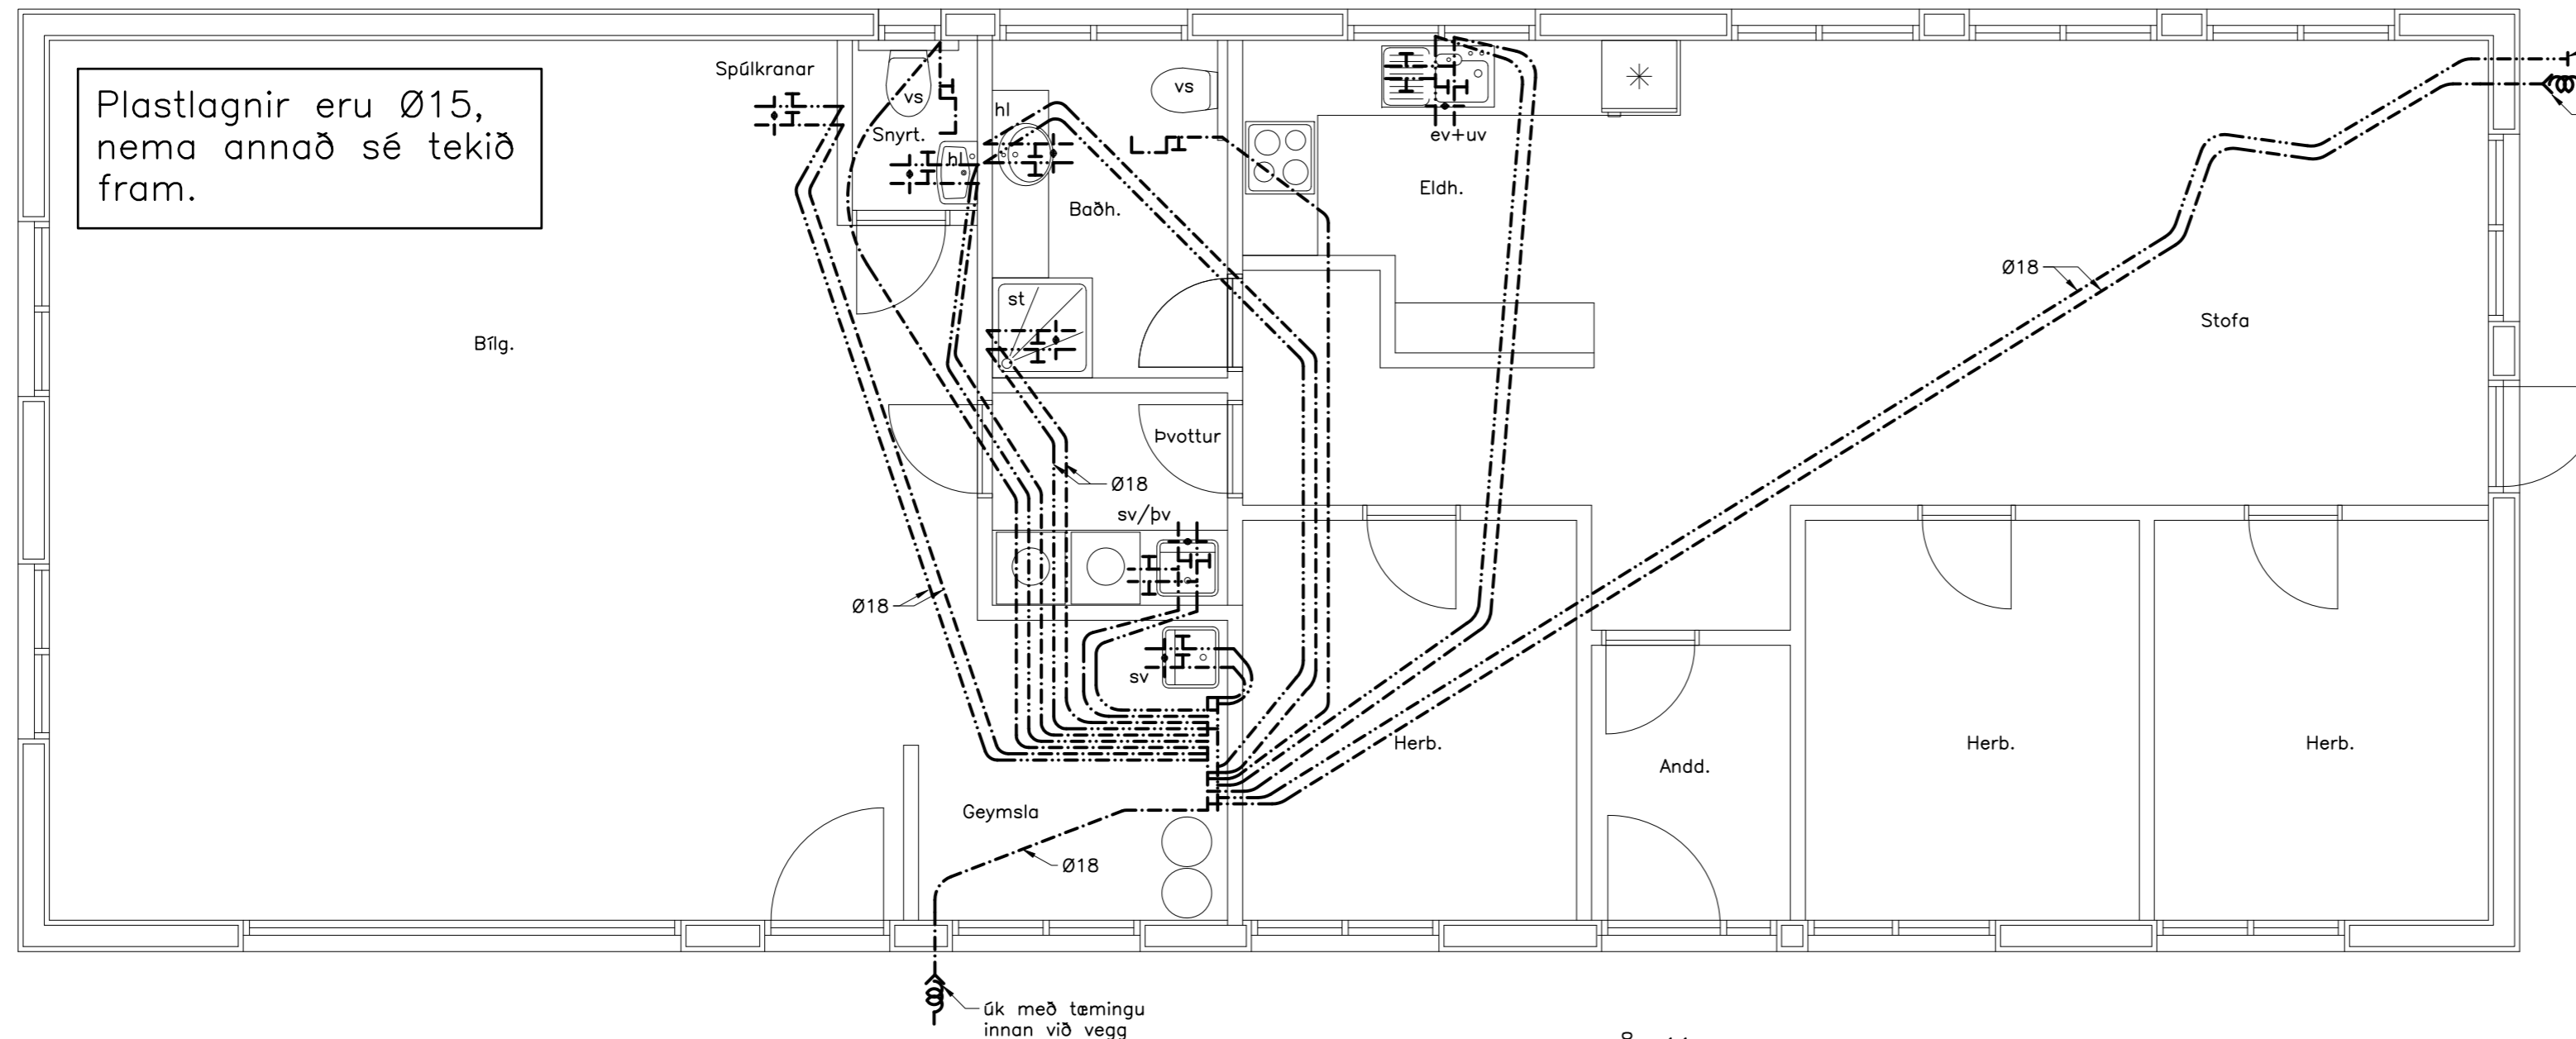 Plastlagnir eru Ø15,
nema annað sé tekið
fram.
Spúlkranar
vs
Snyrt.
hl
hl
vs
Baðh.
st
ev+uv
Eldh.
Ø18
Stofa
Bílg.
Þvottur
Ø18
sv/þv
Ø18
sv
Herb.
Andd.
Herb.
Herb.
Geymsla
Ø18
úk með tæmingu
innan við vegg